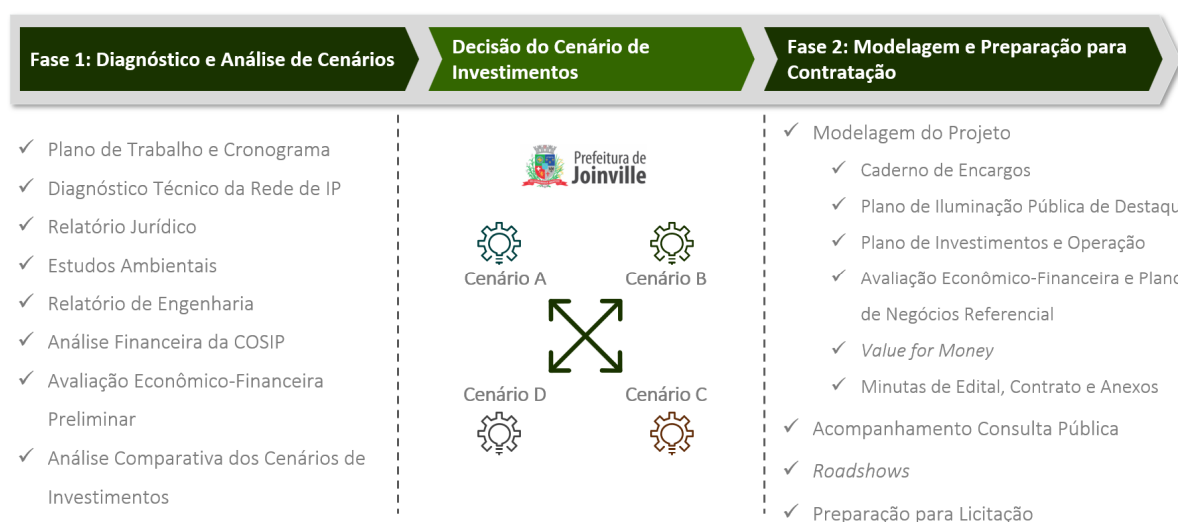 Fase 1: Diagnóstico e Análise de Cenários
Decisão do Cenário de
Investimentos
Fase 2: Modelagem e Preparação para
Contratação
Plano de Trabalho e Cronograma
Diagnóstico Técnico da Rede de IP
Relatório Jurídico
Estudos Ambientais
Relatório de Engenharia
Análise Financeira da COSIP
Avaliação Econômico-Financeira
Preliminar
Análise Comparativa dos Cenários de
Investimentos
Prefeitura de
Joinville
Cenário A
Cenário B
Cenário D
Cenário C
Modelagem do Projeto
Caderno de Encargos
Plano de Iluminação Pública de Destaqu
Plano de Investimentos e Operação
Avaliação Econômico-Financeira e Plano
de Negócios Referencial
Value for Money
Minutas de Edital, Contrato e Anexos
Acompanhamento Consulta Pública
Roadshows
Preparação para Licitação